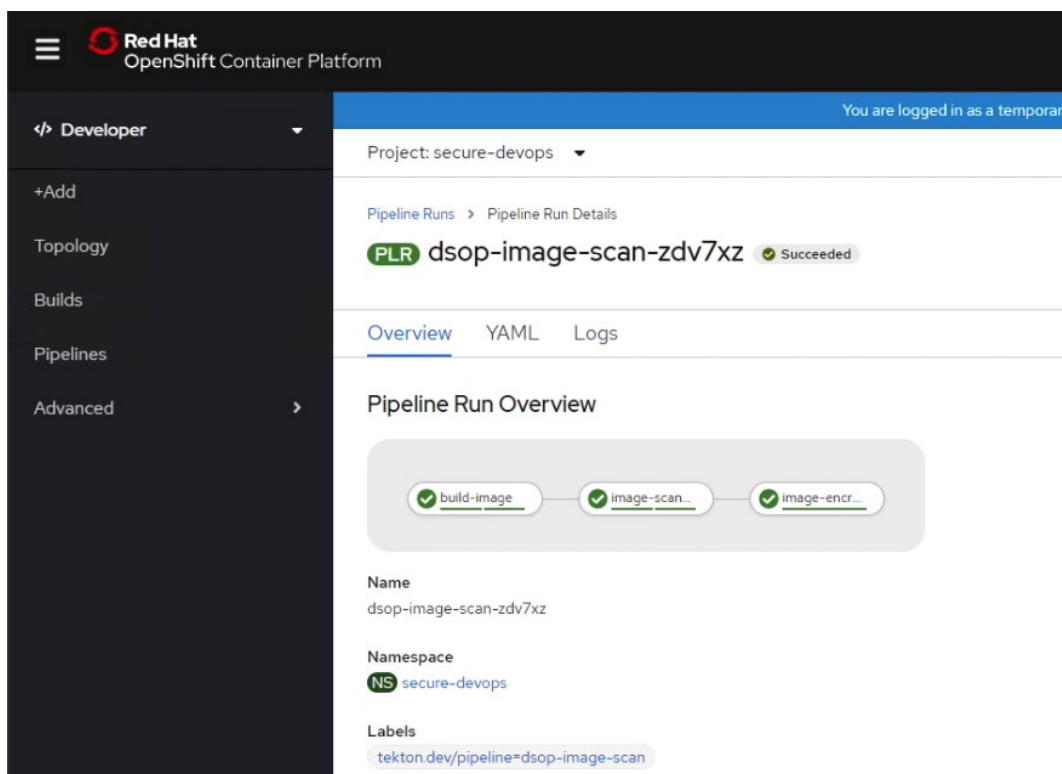 Red Hat
OpenShift Container Platform
</> Developer
You are logged in as a temporar
Project: secure-devops
+Add
Topology
Builds
Pipelines
Advanced
Pipeline Runs > Pipeline Run Details
PLR dsop-image-scan-zdv7xz Succeeded
Overview YAML Logs
Pipeline Run Overview
build-image image-scan... image-encr...
Name
dsop-image-scan-zdv7xz
Namespace
NS secure-devops
Labels
tekton.dev/pipeline=dsop-image-scan